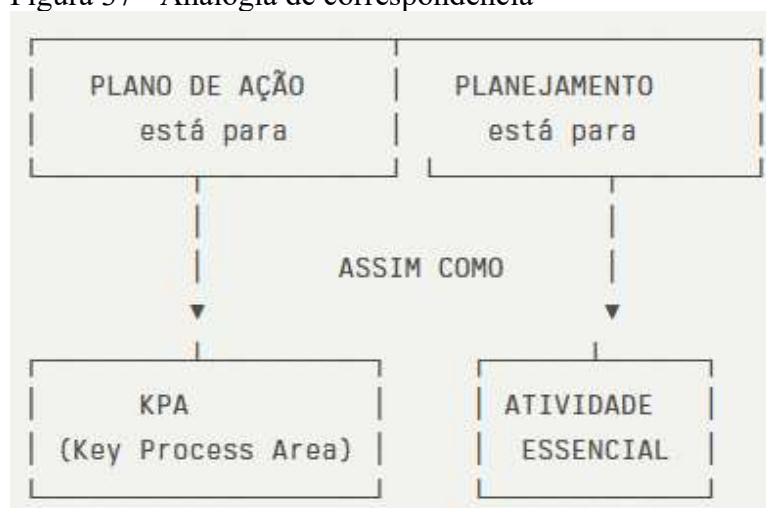 Figura 37 - Analogia de correspondência
PLANO DE AÇÃO
está para
PLANEJAMENTO
está para
ASSIM COMO
KPA
(Key Process Area)
ATIVIDADE
ESSENCIAL